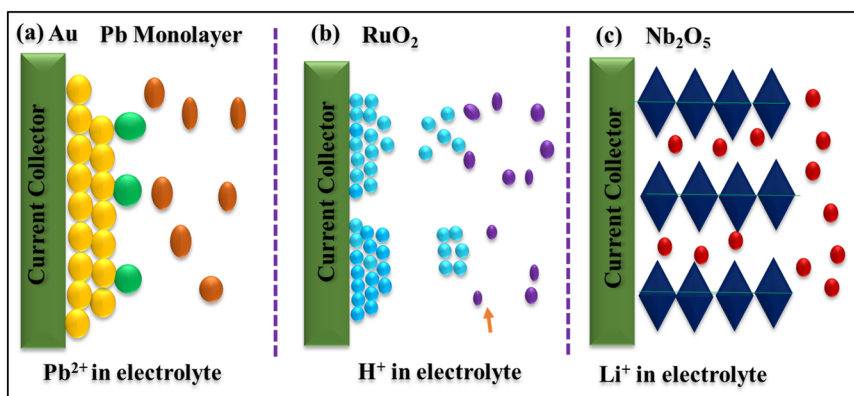 (a) Au Pb Monolayer
Current Collector
Pb²⁺ in electrolyte
(b) RuO₂
Current Collector
H⁺ in electrolyte
(c) Nb₂O₅
Current Collector
Li⁺ in electrolyte